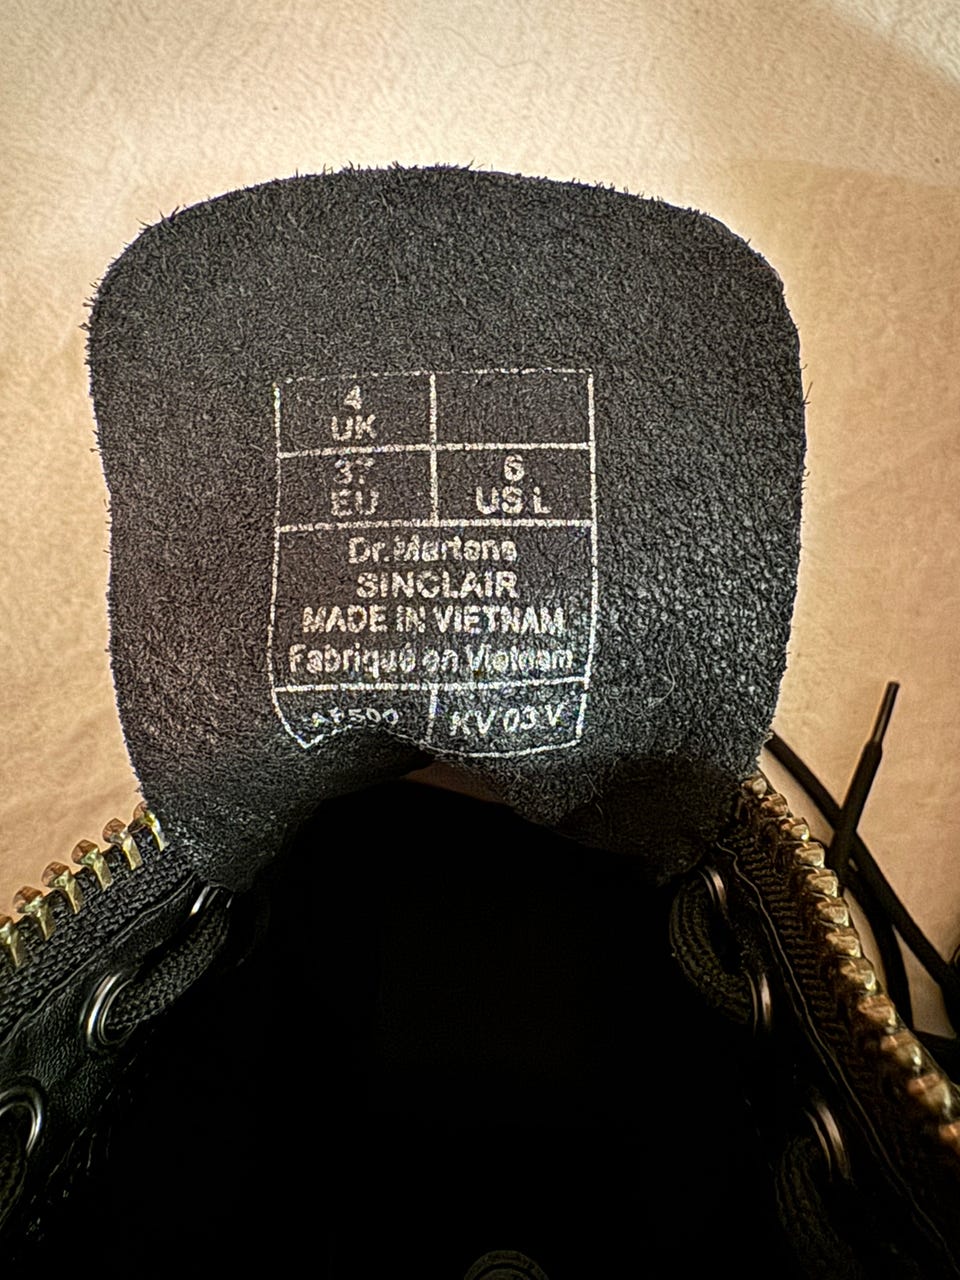 4
UK
37
EU
6
US L
Dr.Martens
SINCLAIR
MADE IN VIETNAM
Fabriqué en Vietnam
KV 03 V